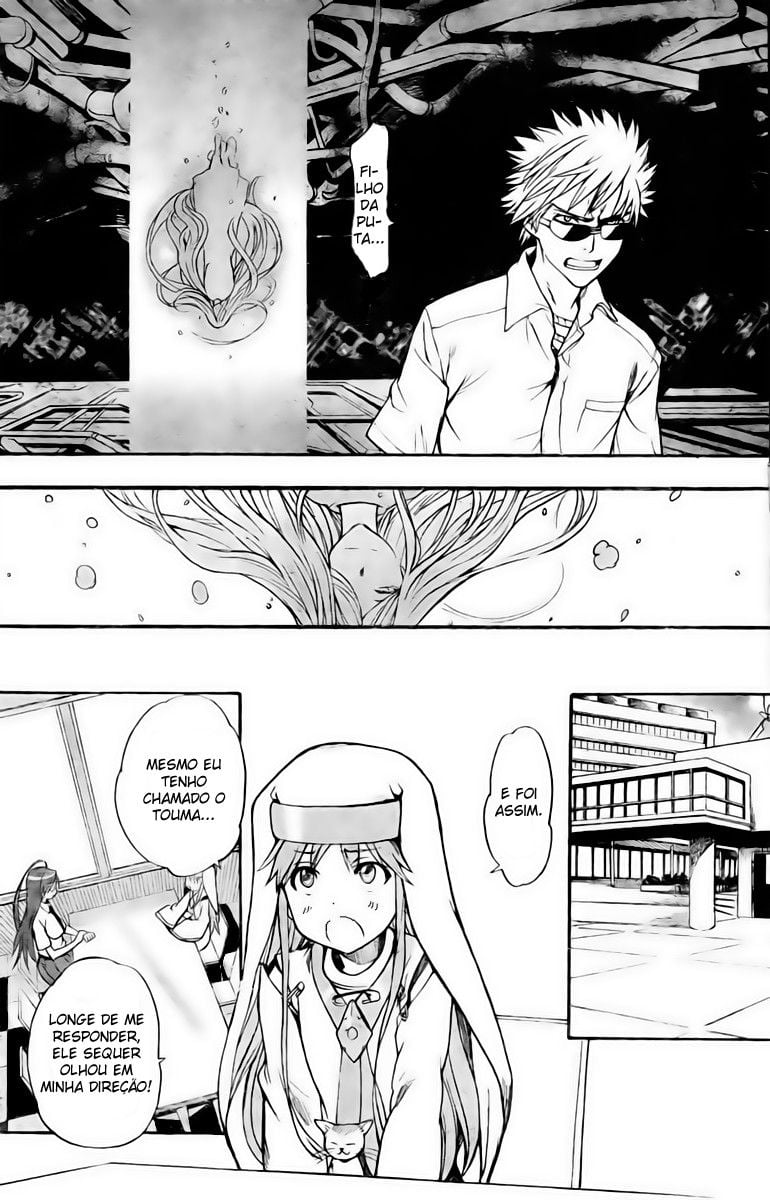 FI-
LHO
DA
PU-
TA...
E FOI
ASSIM.
MESMO EU
TENHO
CHAMADO O
TOUMA...
LONGE DE ME
RESPONDER,
ELE SEQUER
OLHOU EM
MINHA DIREÇÃO!